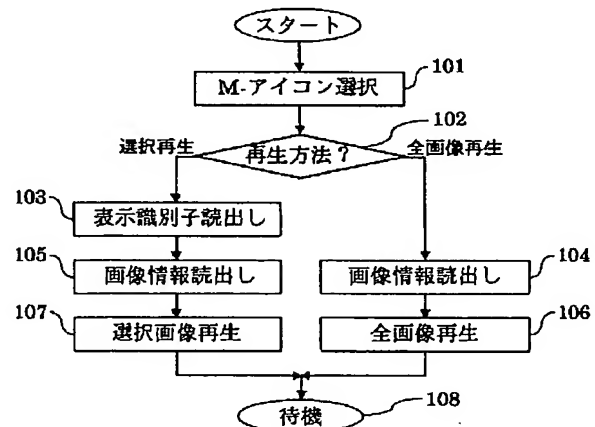 スタート
101
M-アイコン選択
102
選択再生
再生方法？
全画像再生
103
表示識別子読出し
105
画像情報読出し
画像情報読出し
104
107
選択画像再生
全画像再生
106
108
待機